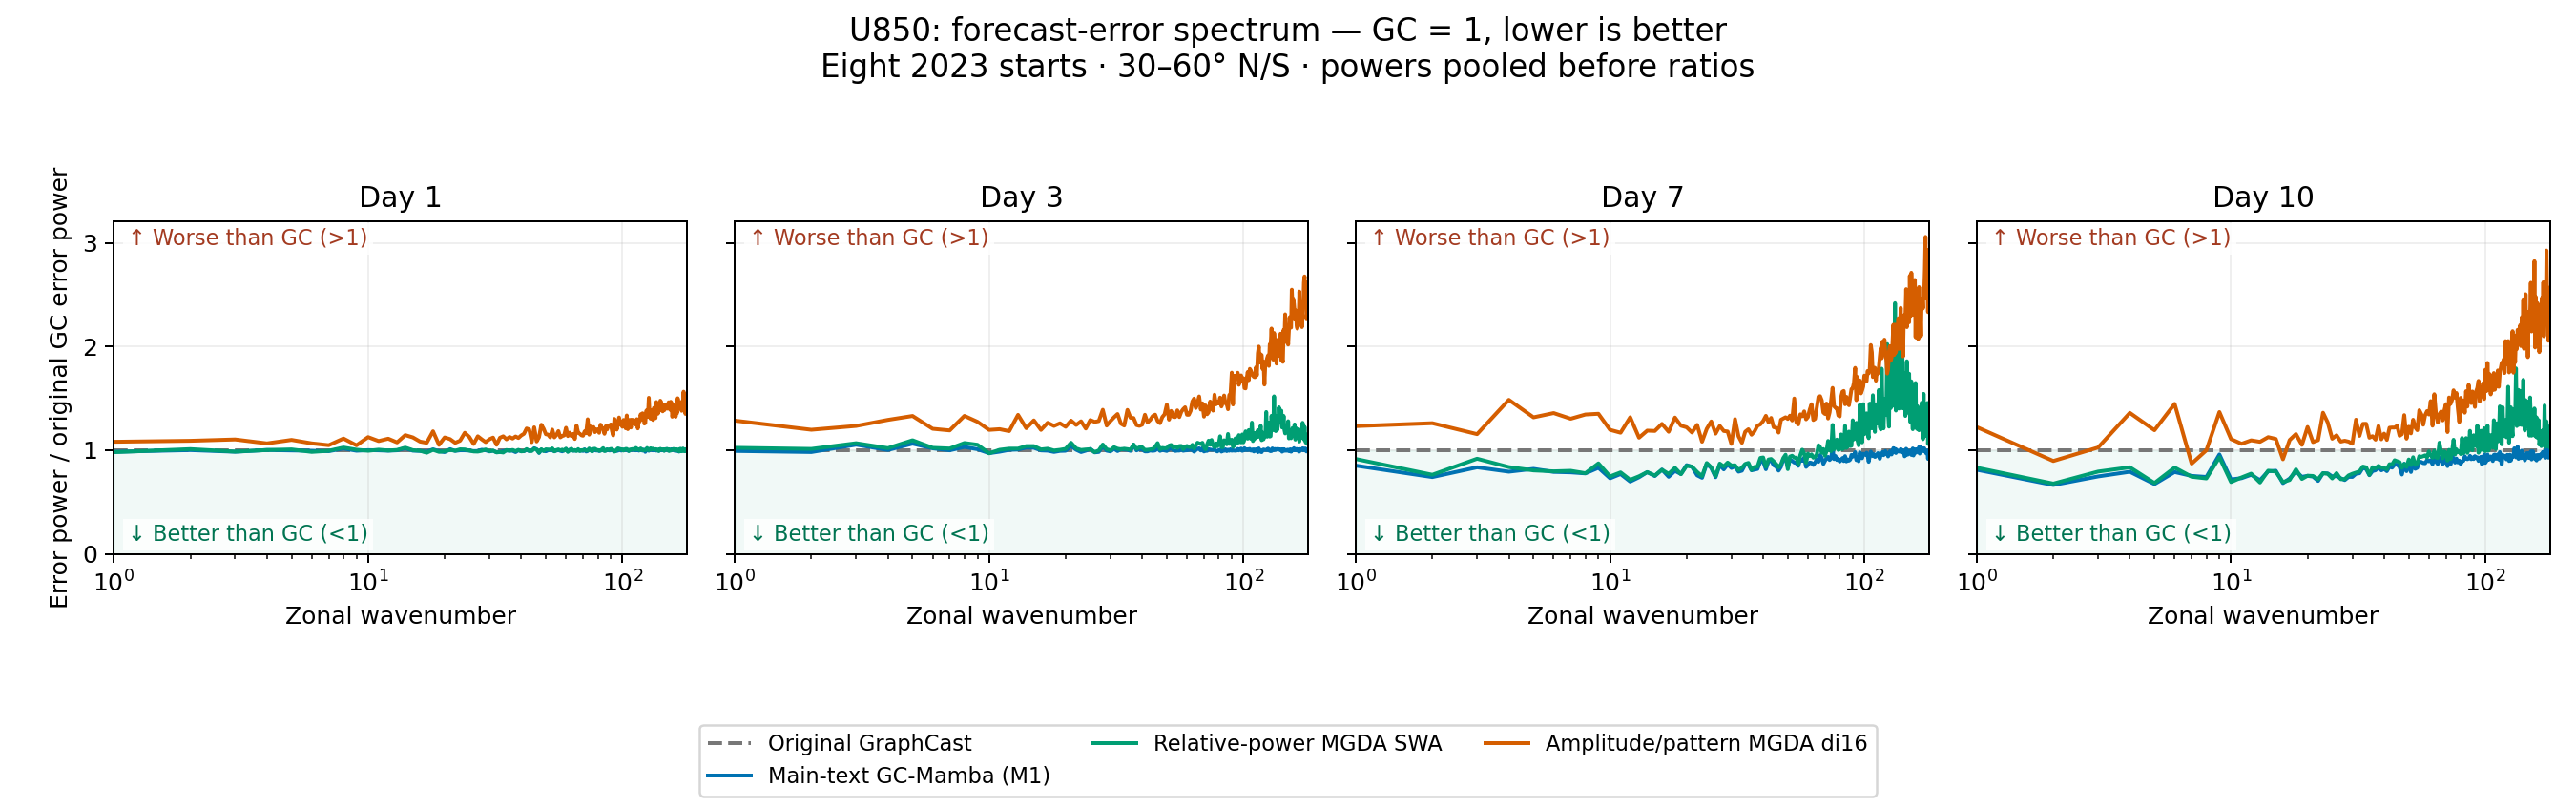 U850: forecast-error spectrum — GC = 1, lower is better
Eight 2023 starts · 30–60° N/S · powers pooled before ratios
Error power / original GC error power
Day 1
↑ Worse than GC (>1)
↓ Better than GC (<1)
3
2
1
0
10⁰
10¹
10²
Zonal wavenumber
Day 3
↑ Worse than GC (>1)
↓ Better than GC (<1)
10⁰
10¹
10²
Zonal wavenumber
Day 7
↑ Worse than GC (>1)
↓ Better than GC (<1)
10⁰
10¹
10²
Zonal wavenumber
Day 10
↑ Worse than GC (>1)
↓ Better than GC (<1)
10⁰
10¹
10²
Zonal wavenumber
Original GraphCast
Main-text GC-Mamba (M1)
Relative-power MGDA SWA
Amplitude/pattern MGDA di16